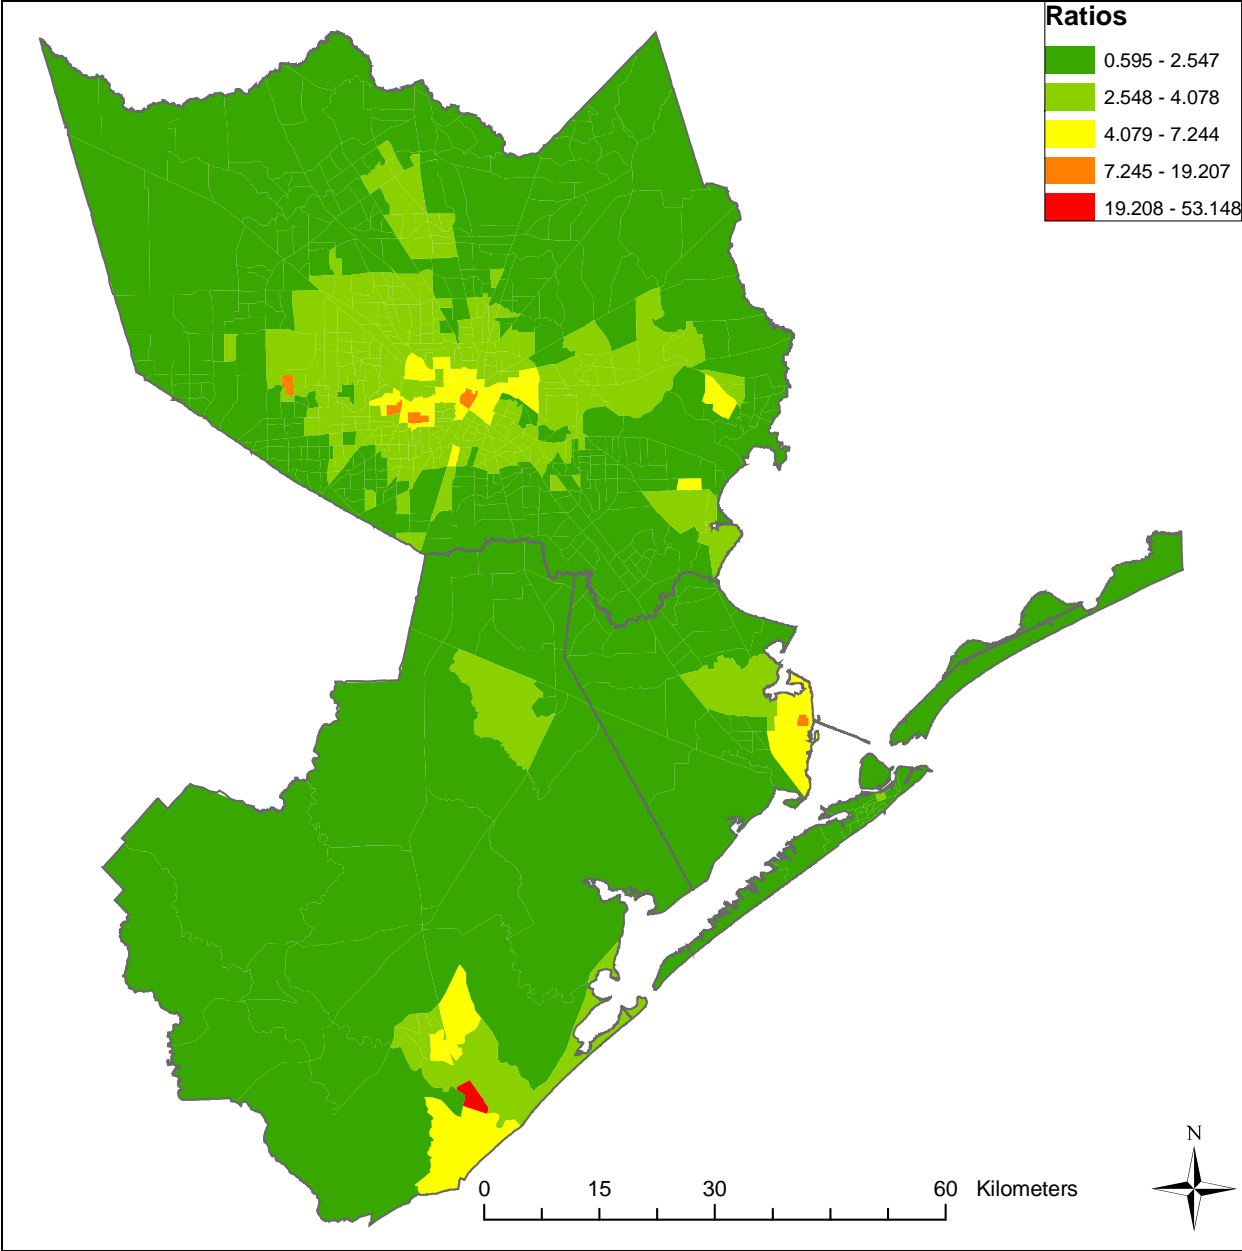 Ratios
0.595 - 2.547
2.548 - 4.078
4.079 - 7.244
7.245 - 19.207
19.208 - 53.148
N
0 15 30 60 Kilometers